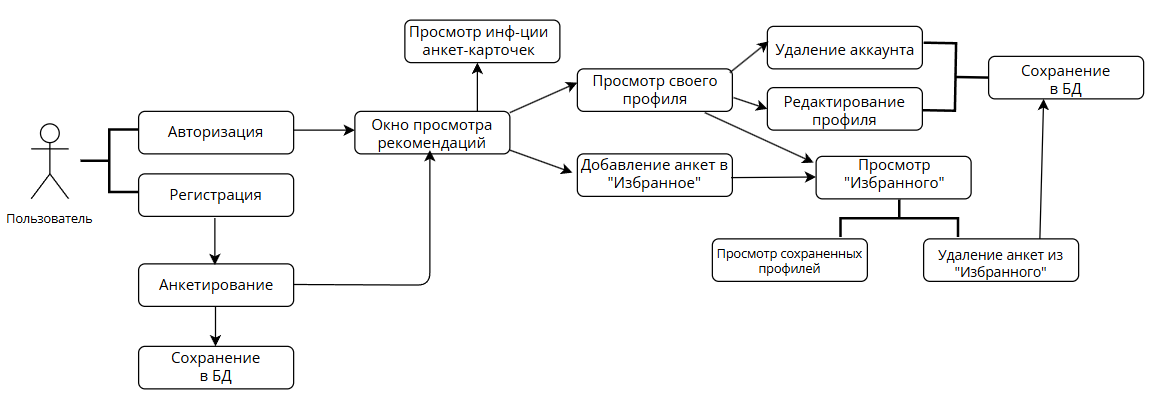 Просмотр инф-ции
анкет-карточек
Удаление аккаунта
Просмотр своего
профиля
Сохранение
в БД
Редактирование
профиля
Авторизация
Окно просмотра
рекомендаций
Добавление анкет в
"Избранное"
Просмотр
"Избранного"
Регистрация
Пользователь
Просмотр сохраненных
профилей
Удаление анкет из
"Избранного"
Анкетирование
Сохранение
в БД